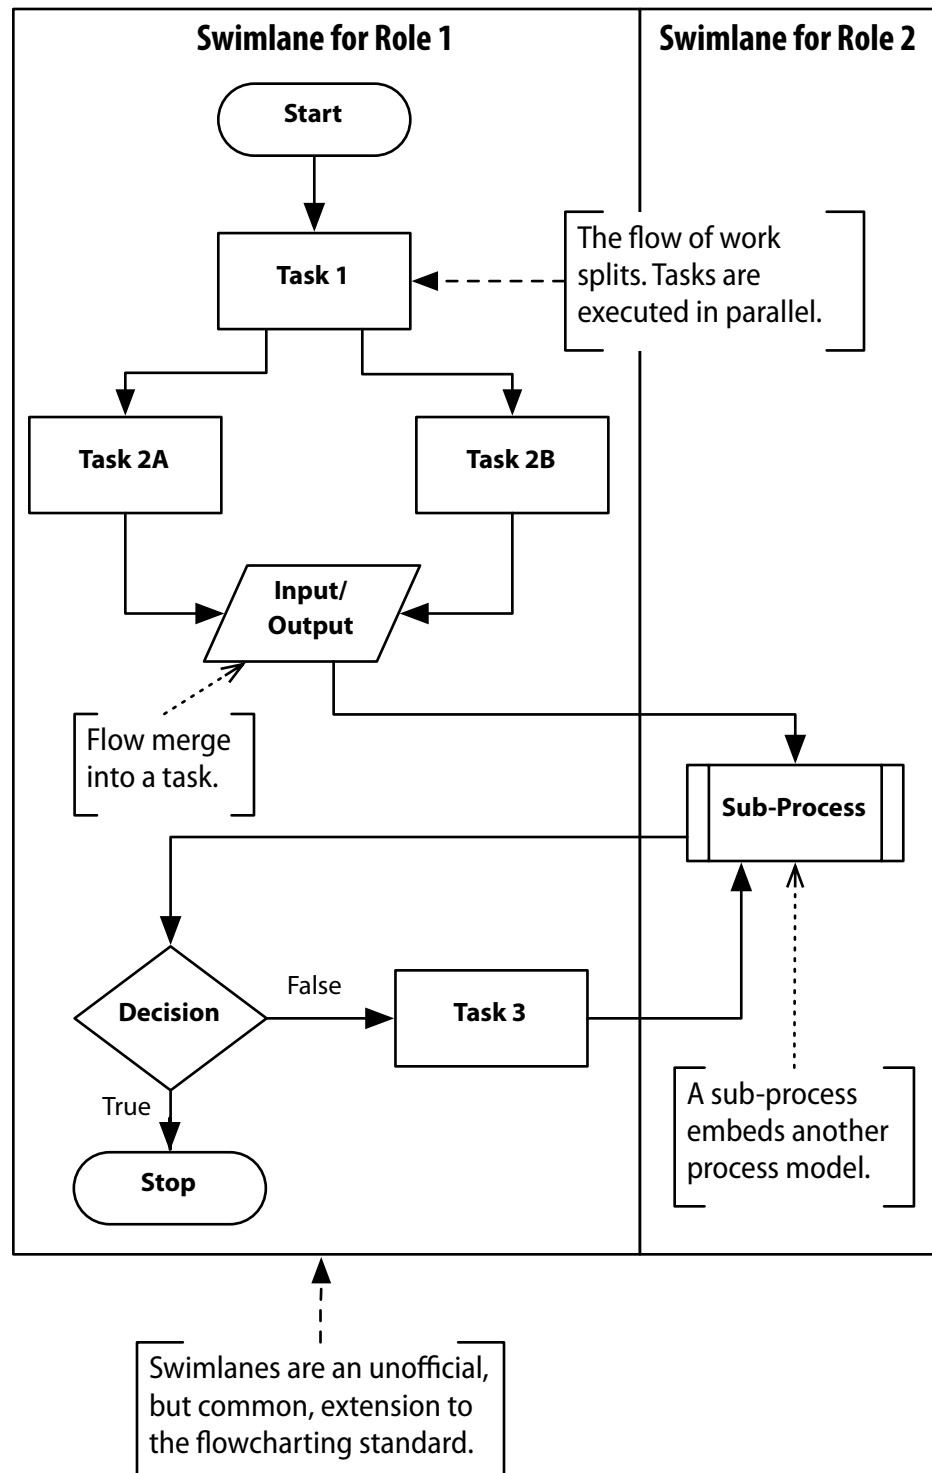 Swimlane for Role 1
Swimlane for Role 2
Start
The flow of work
splits. Tasks are
executed in parallel.
Task 1
Task 2A
Task 2B
Input/
Output
Flow merge
into a task.
Sub-Process
Decision
False
Task 3
True
Stop
A sub-process
embeds another
process model.
Swimlanes are an unofficial,
but common, extension to
the flowcharting standard.